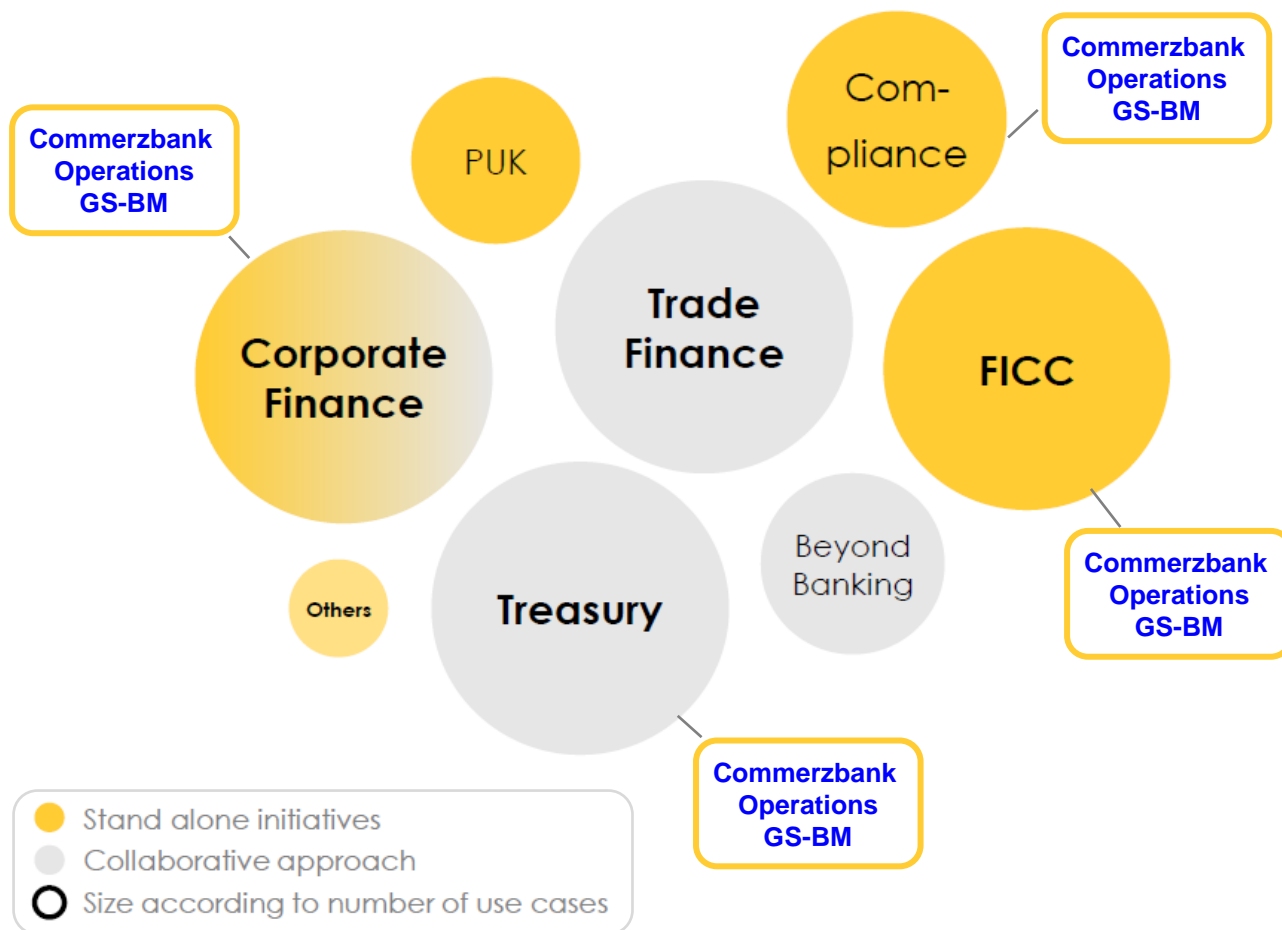 Commerzbank
Operations
GS-BM
Com-
pliance
Commerzbank
Operations
GS-BM
PUK
Trade
Finance
Corporate
Finance
FICC
Beyond
Banking
Commerzbank
Operations
GS-BM
Others
Treasury
Commerzbank
Operations
GS-BM
Stand alone initiatives
Collaborative approach
Size according to number of use cases